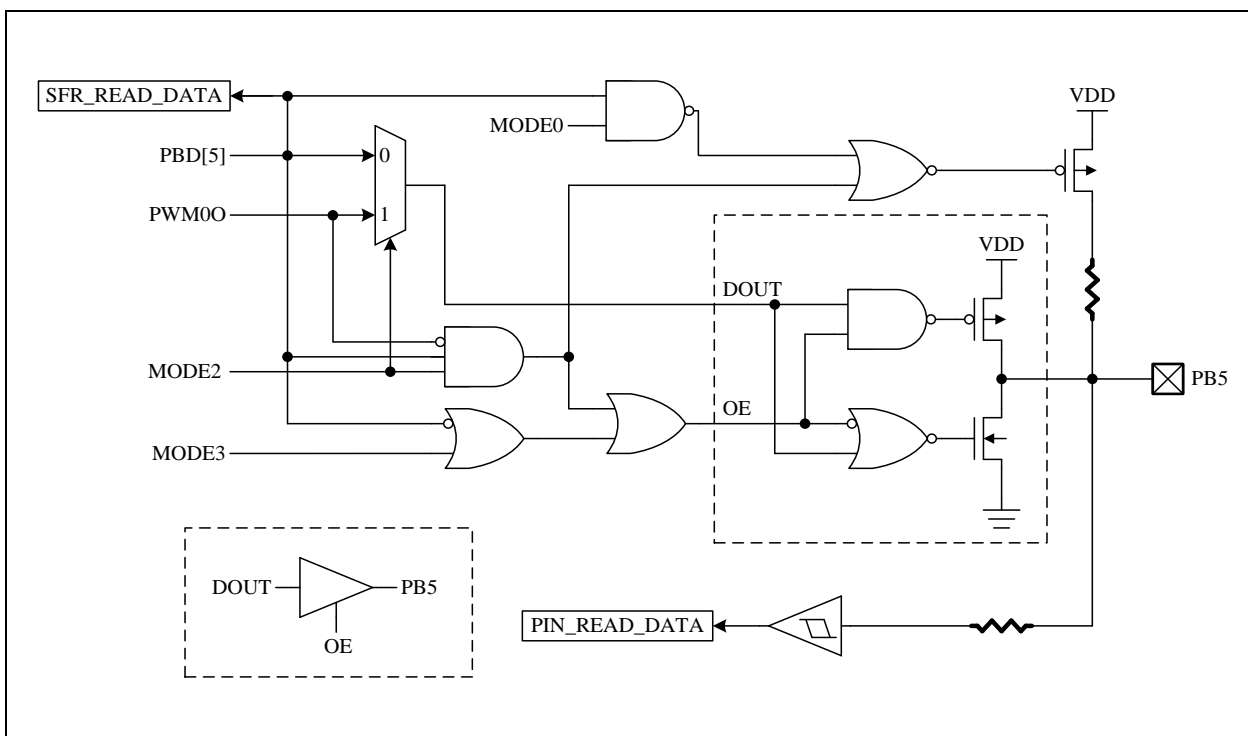 SFR_READ_DATA
MODE0
VDD
PBD[5]
0
PWM0O
1
VDD
DOUT
MODE2
PB5
OE
MODE3
DOUT
PB5
OE
PIN_READ_DATA